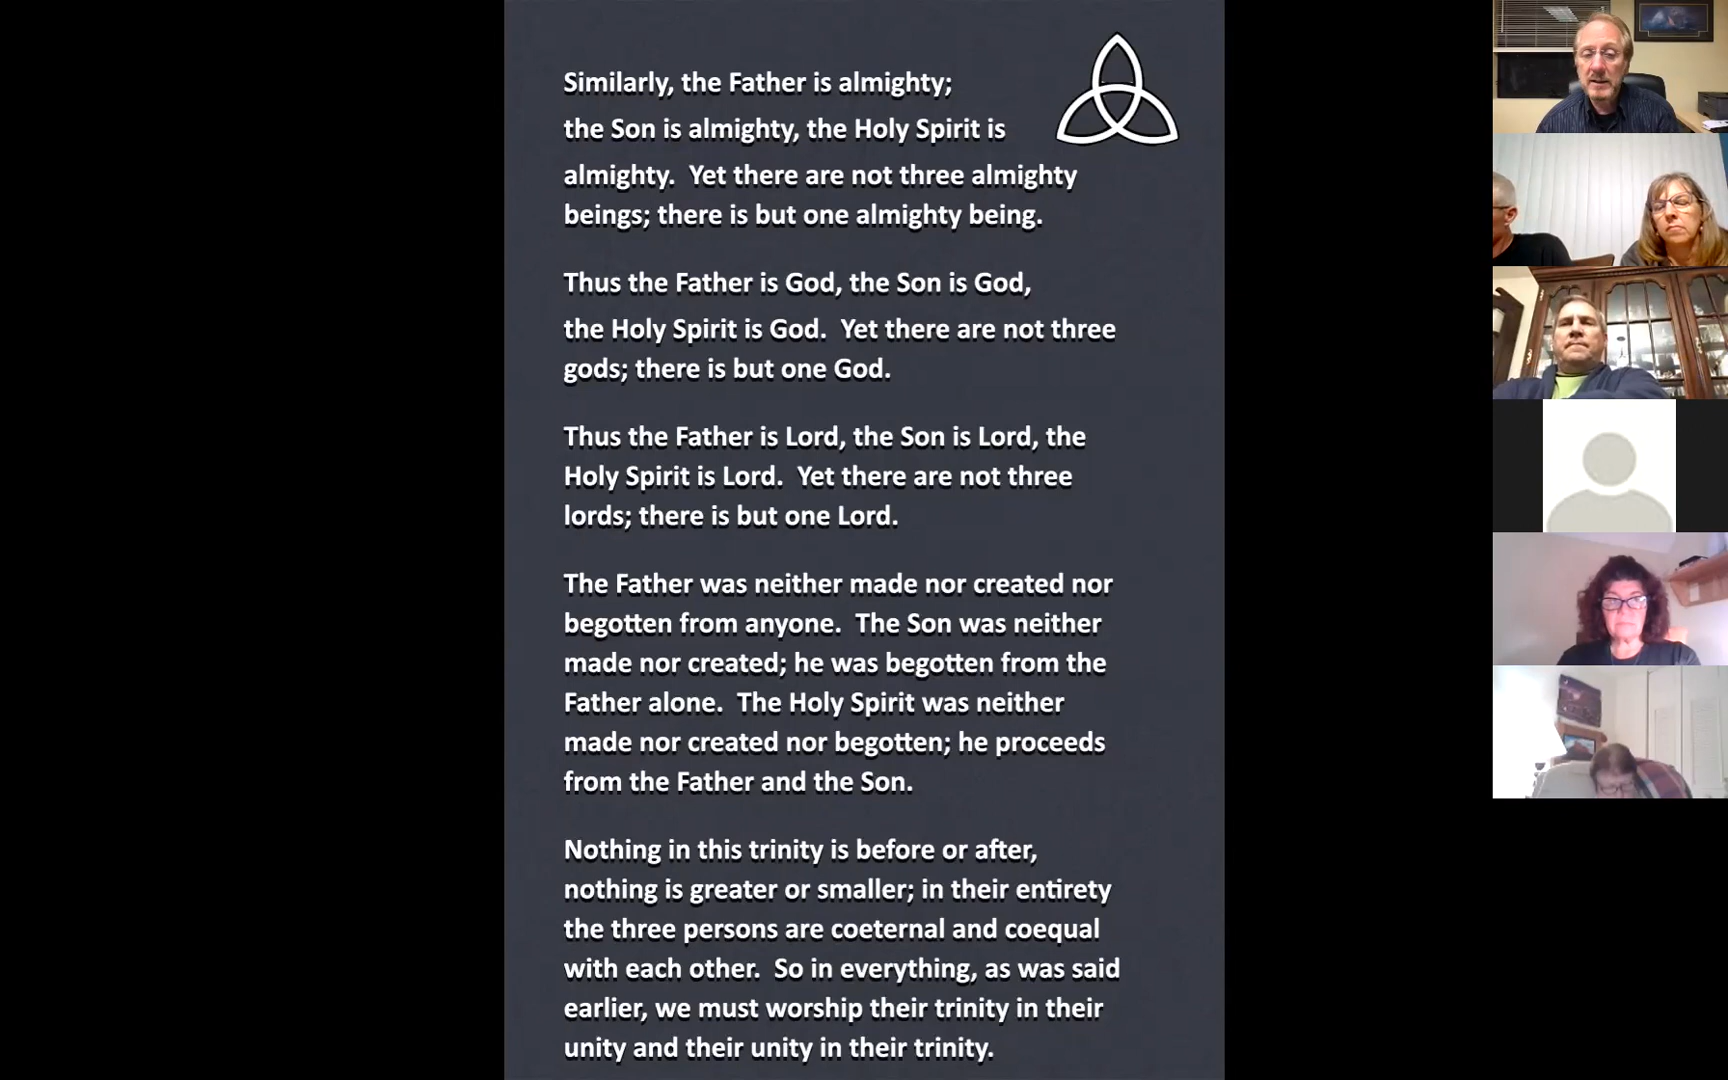 Similarly, the Father is almighty;
the Son is almighty, the Holy Spirit is
almighty.  Yet there are not three almighty
beings; there is but one almighty being.
Thus the Father is God, the Son is God,
the Holy Spirit is God.  Yet there are not three
gods; there is but one God.
Thus the Father is Lord, the Son is Lord, the
Holy Spirit is Lord.  Yet there are not three
lords; there is but one Lord.
The Father was neither made nor created nor
begotten from anyone.  The Son was neither
made nor created; he was begotten from the
Father alone.  The Holy Spirit was neither
made nor created nor begotten; he proceeds
from the Father and the Son.
Nothing in this trinity is before or after,
nothing is greater or smaller; in their entirety
the three persons are coeternal and coequal
with each other.  So in everything, as was said
earlier, we must worship their trinity in their
unity and their unity in their trinity.